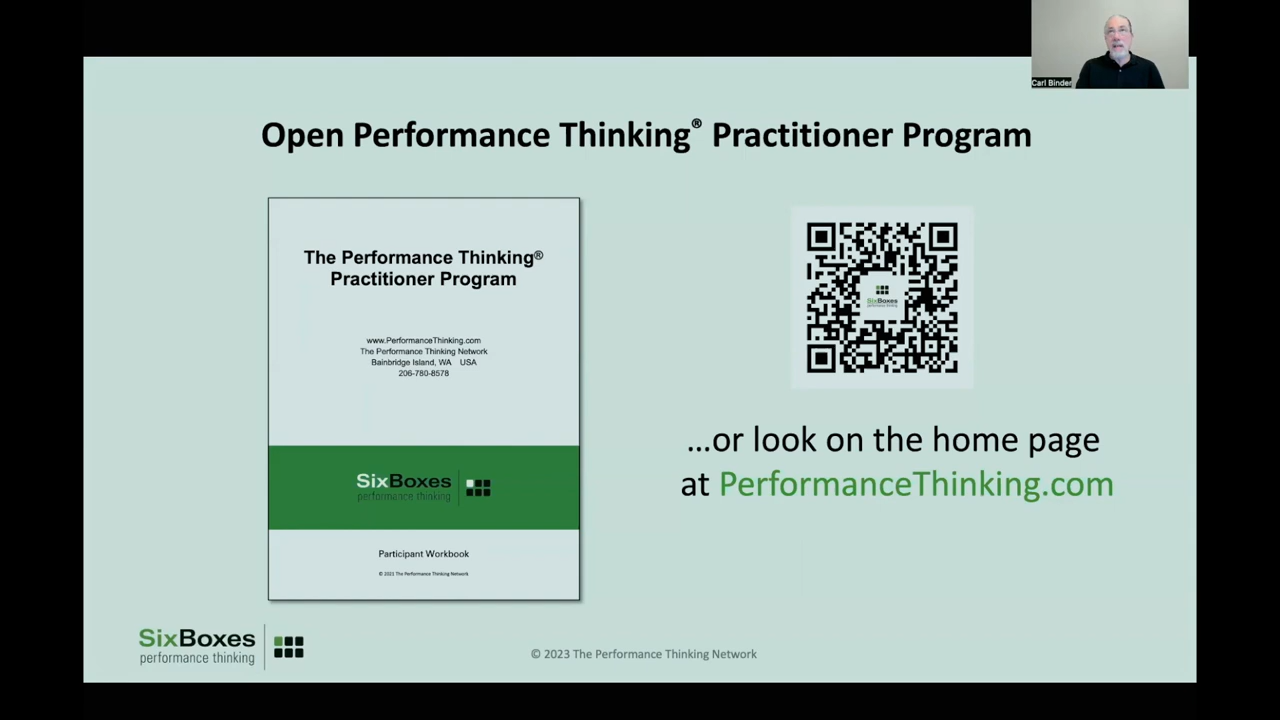 Carl Binder
Open Performance Thinking® Practitioner Program
The Performance Thinking®
Practitioner Program
www.PerformanceThinking.com
The Performance Thinking Network
Bainbridge Island, WA USA
206-780-8578
SixBoxes
performance thinking
Participant Workbook
© 2023 The Performance Thinking Network
SixBoxes
performance thinking
...or look on the home page
at PerformanceThinking.com
SixBoxes
performance thinking
© 2023 The Performance Thinking Network